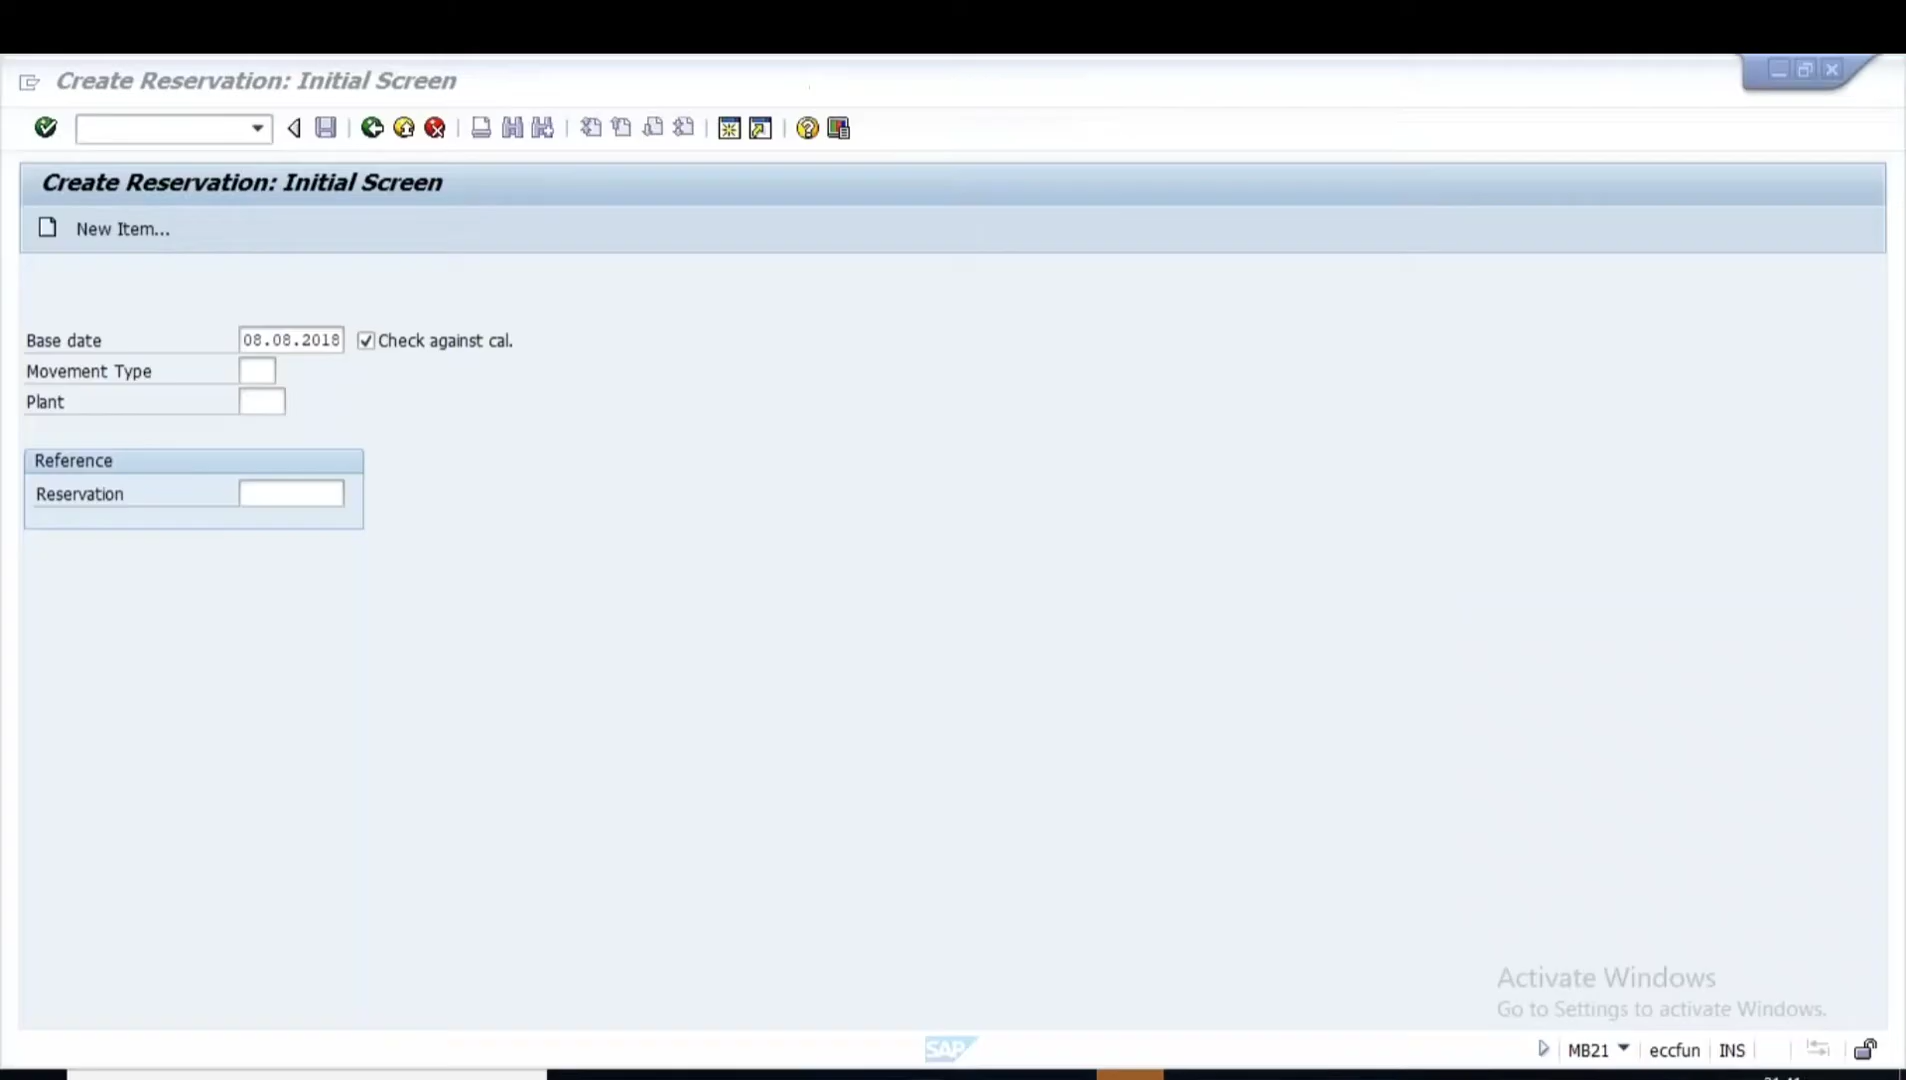 Create Reservation: Initial Screen
Create Reservation: Initial Screen
New Item...
Base date 08.08.2018 Check against cal.
Movement Type
Plant
Reference
Reservation
Activate Windows
Go to Settings to activate Windows.
SAP MB21 eccfun INS